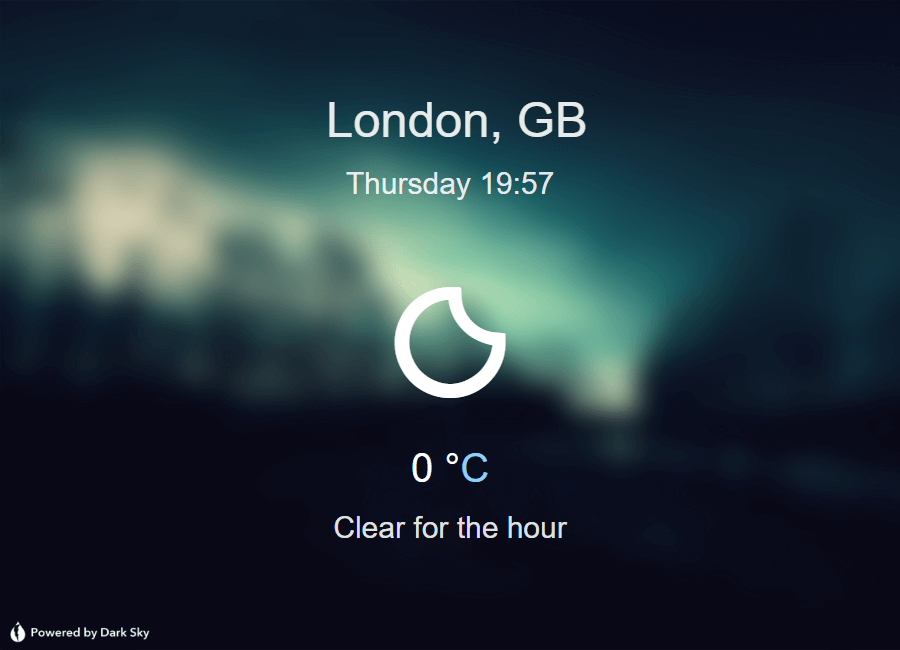 London, GB
Thursday 19:57
0 °C
Clear for the hour
Powered by Dark Sky